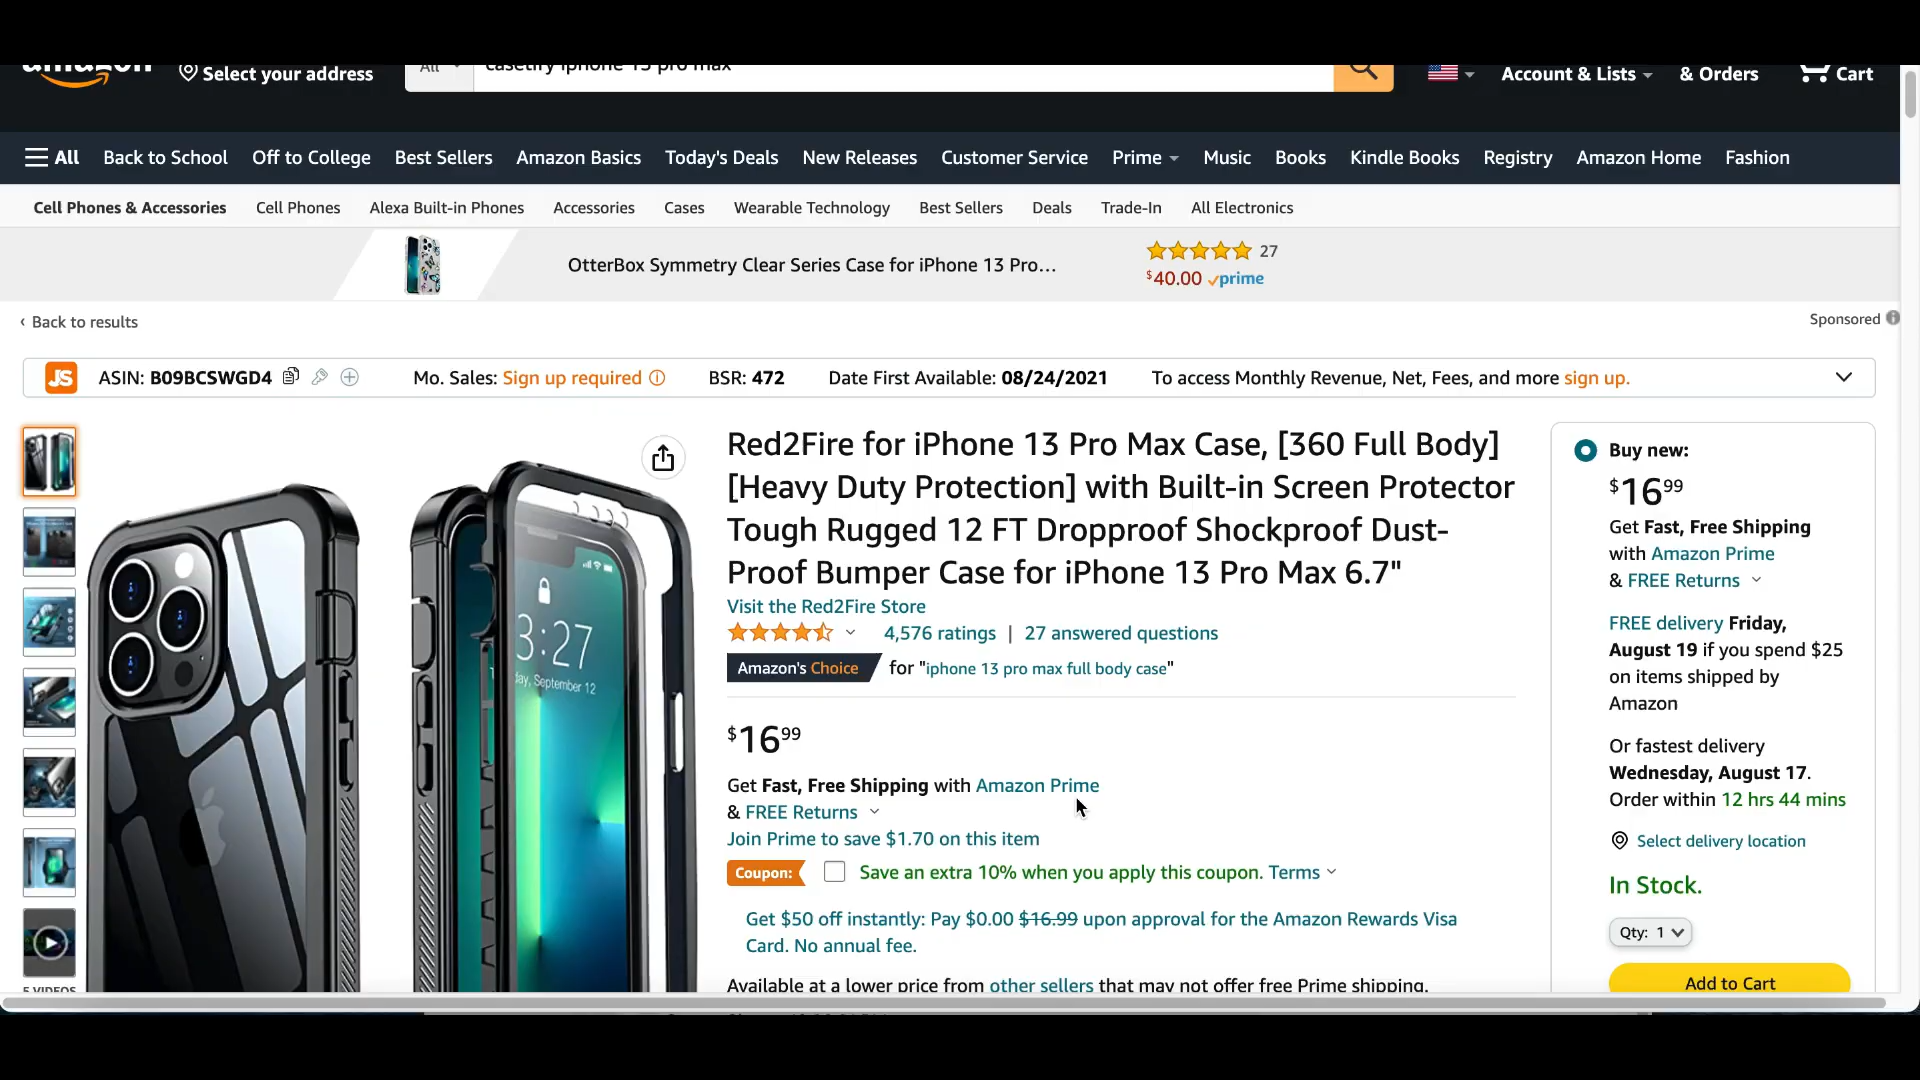 amazon
Select your address
All
casetify iphone 13 pro max
Account & Lists
& Orders
Cart
All
Back to School
Off to College
Best Sellers
Amazon Basics
Today's Deals
New Releases
Customer Service
Prime
Music
Books
Kindle Books
Registry
Amazon Home
Fashion
Cell Phones & Accessories
Cell Phones
Alexa Built-in Phones
Accessories
Cases
Wearable Technology
Best Sellers
Deals
Trade-In
All Electronics
OtterBox Symmetry Clear Series Case for iPhone 13 Pro...
27
$40.00 prime
‹ Back to results
Sponsored
JS
ASIN: B09BCSWGD4
Mo. Sales: Sign up required
BSR: 472
Date First Available: 08/24/2021
To access Monthly Revenue, Net, Fees, and more sign up.
Red2Fire for iPhone 13 Pro Max Case, [360 Full Body]
[Heavy Duty Protection] with Built-in Screen Protector
Tough Rugged 12 FT Dropproof Shockproof Dust-
Proof Bumper Case for iPhone 13 Pro Max 6.7"
Visit the Red2Fire Store
4,576 ratings | 27 answered questions
Amazon's Choice for "iphone 13 pro max full body case"
$16 99
Get Fast, Free Shipping with Amazon Prime
& FREE Returns
Join Prime to save $1.70 on this item
Coupon: Save an extra 10% when you apply this coupon. Terms
Get $50 off instantly: Pay $0.00 $16.99 upon approval for the Amazon Rewards Visa
Card. No annual fee.
Available at a lower price from other sellers that may not offer free Prime shipping.
3:27
day, September 12
5 VIDEOS
Buy new:
$16 99
Get Fast, Free Shipping
with Amazon Prime
& FREE Returns
FREE delivery Friday,
August 19 if you spend $25
on items shipped by
Amazon
Or fastest delivery
Wednesday, August 17.
Order within 12 hrs 44 mins
Select delivery location
In Stock.
Qty: 1
Add to Cart